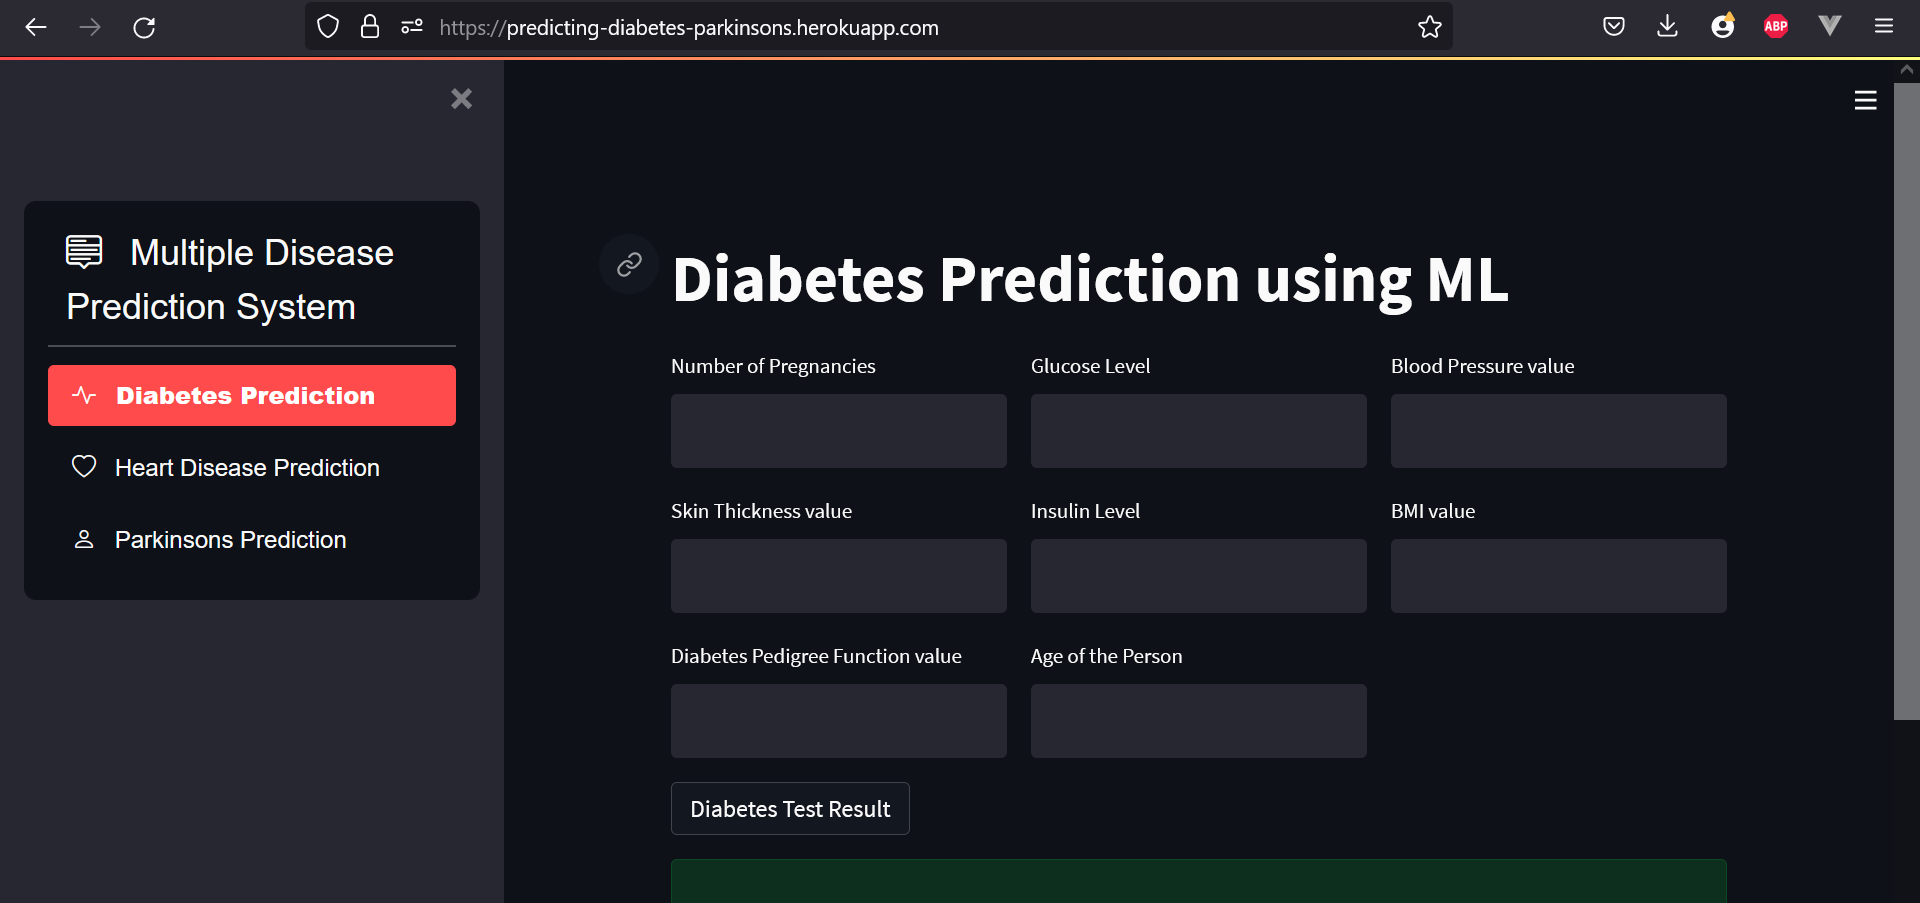 https://predicting-diabetes-parkinsons.herokuapp.com
ABP
Multiple Disease
Prediction System
Diabetes Prediction
Heart Disease Prediction
Parkinsons Prediction
Diabetes Prediction using ML
Number of Pregnancies
Glucose Level
Blood Pressure value
Skin Thickness value
Insulin Level
BMI value
Diabetes Pedigree Function value
Age of the Person
Diabetes Test Result